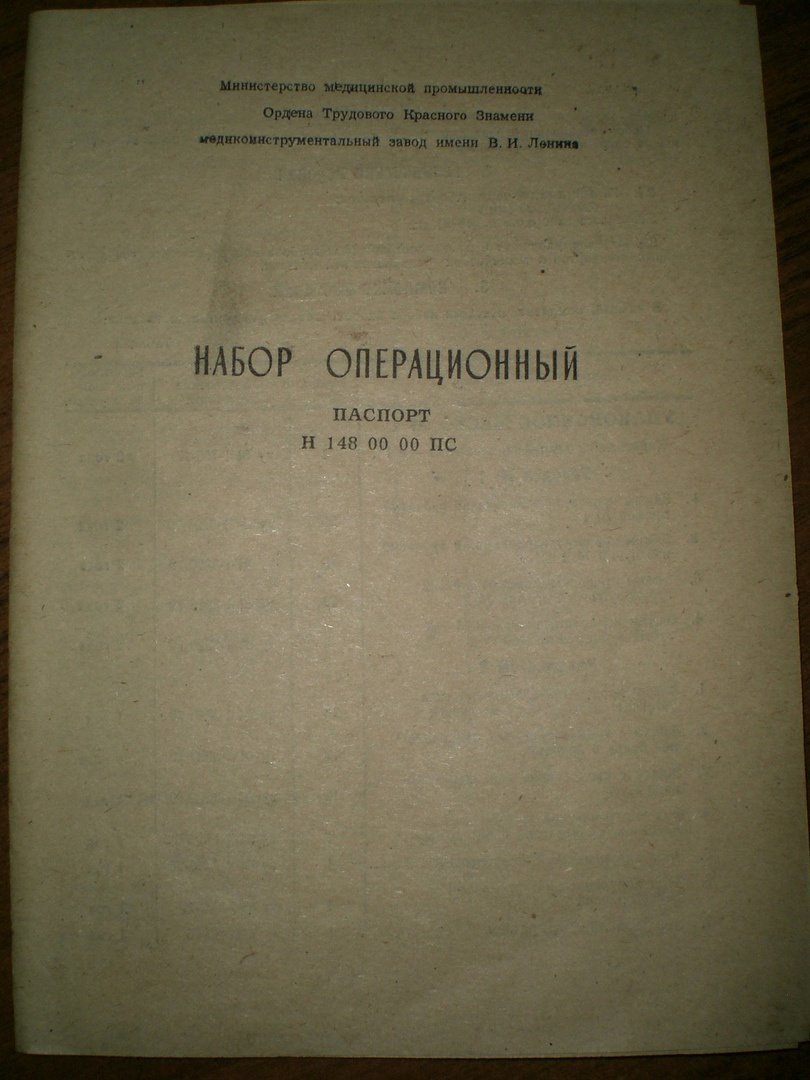 Министерство медицинской промышленности
Ордена Трудового Красного Знамени
медикоинструментальный завод имени В. И. Ленина
НАБОР ОПЕРАЦИОННЫЙ
ПАСПОРТ
Н 148 00 00 ПС